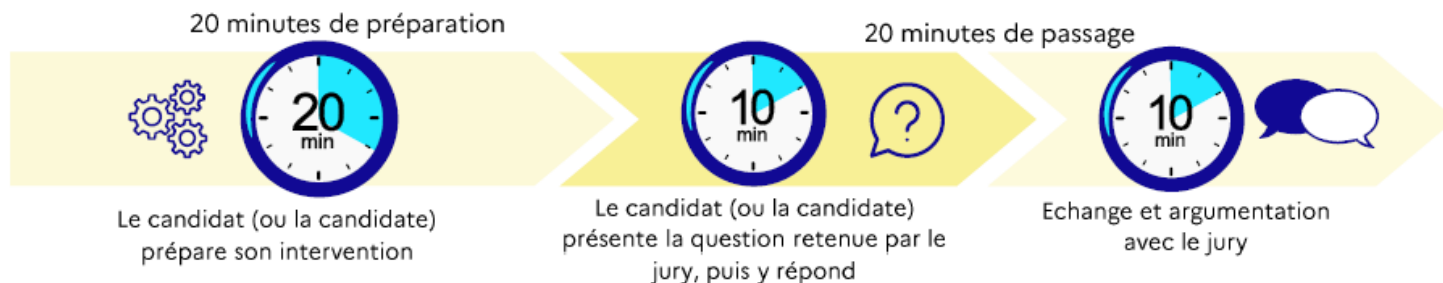 20 minutes de préparation
20 minutes de passage
20
min
10
min
?
10
min
Le candidat (ou la candidate)
prépare son intervention
Le candidat (ou la candidate)
présente la question retenue par le
jury, puis y répond
Echange et argumentation
avec le jury